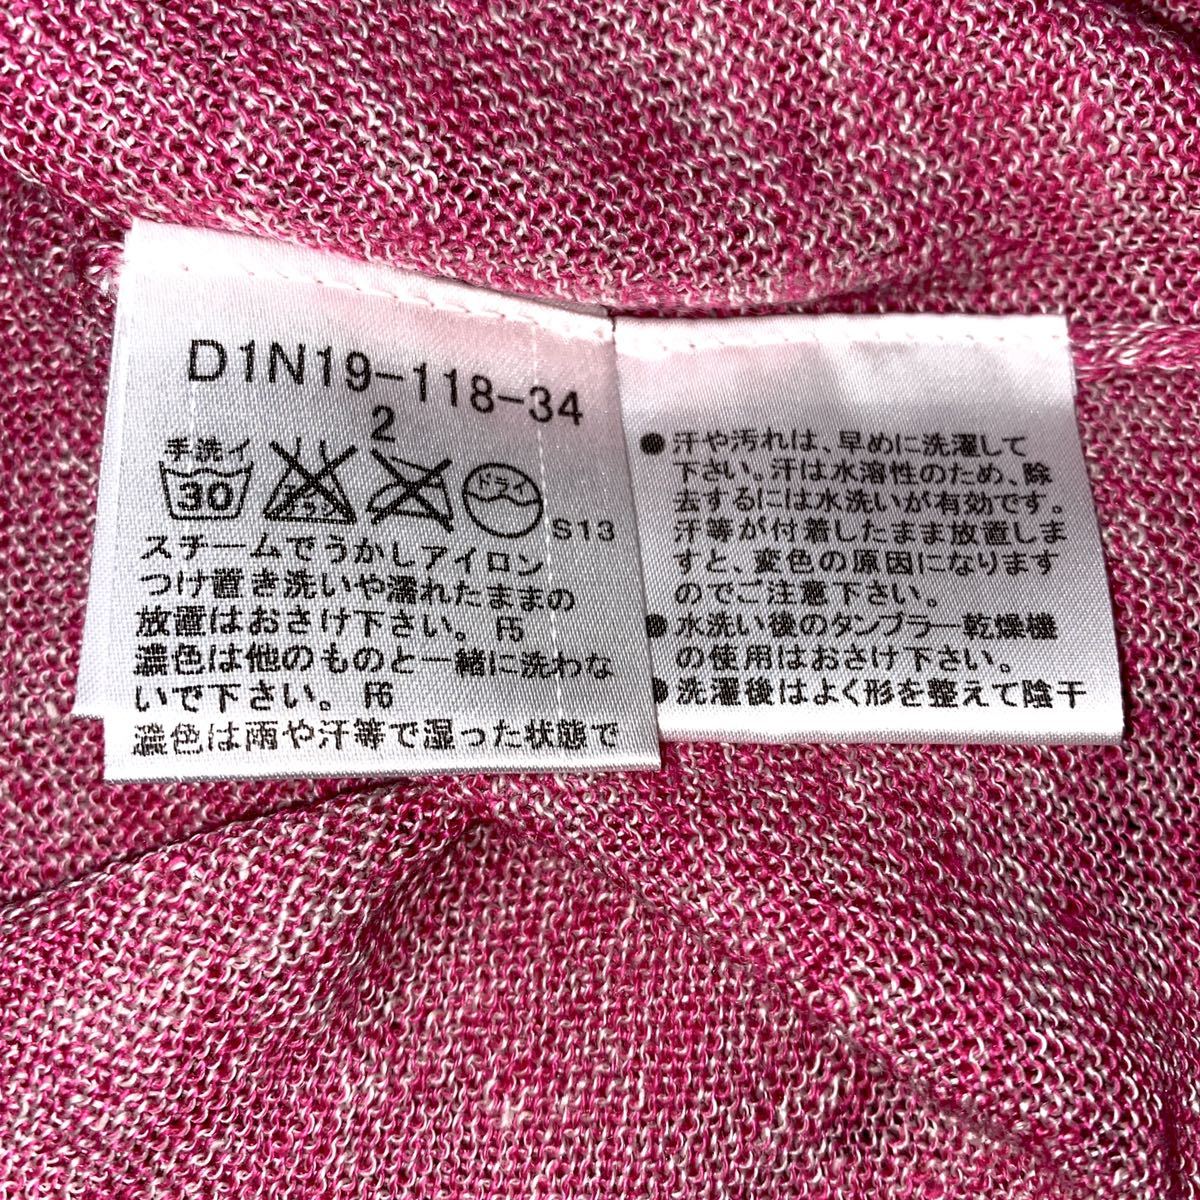 D1N19-118-34
2
手洗イ
30
エンソ
ドライ
S13
スチームでうかしアイロン
つけ置き洗いや濡れたままの
放置はおさけ下さい。 F5
濃色は他のものと一緒に洗わな
いで下さい。 F6
濃色は雨や汗等で湿った状態で
●汗や汚れは、早めに洗濯して
下さい。汗は水溶性のため、除
去するには水洗いが有効です。
汗等が付着したまま放置しま
すと、変色の原因になります
のでご注意下さい。
●水洗い後のタンブラー乾燥機
の使用はおさけ下さい。
●洗濯後はよく形を整えて陰干